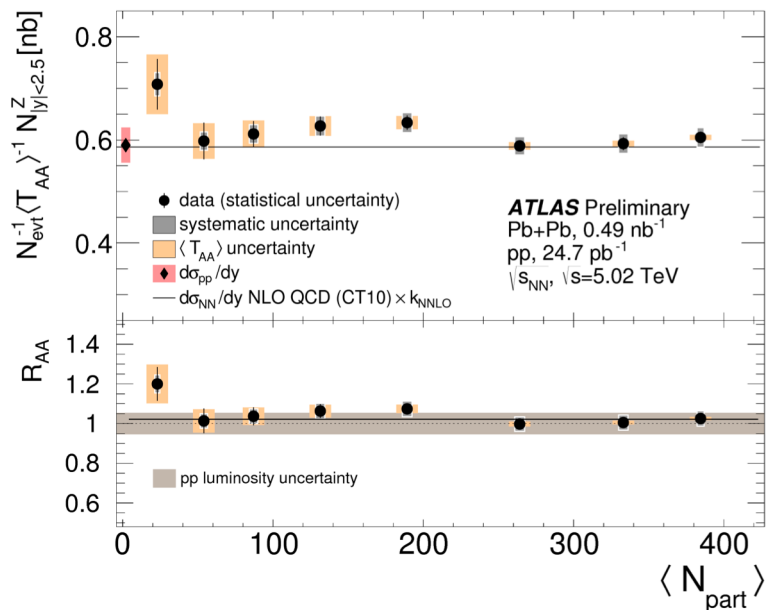 N_evt^-1 ⟨T_AA⟩^-1 N^Z_|y|<2.5 [nb]
0.8
0.6
0.4
data (statistical uncertainty)
systematic uncertainty
⟨T_AA⟩ uncertainty
dσ_pp/dy
dσ_NN/dy NLO QCD (CT10) × k_NNLO
ATLAS Preliminary
Pb+Pb, 0.49 nb^-1
pp, 24.7 pb^-1
√s_NN, √s=5.02 TeV
R_AA
1.4
1.2
1
0.8
0.6
pp luminosity uncertainty
0 100 200 300 400
⟨N_part⟩